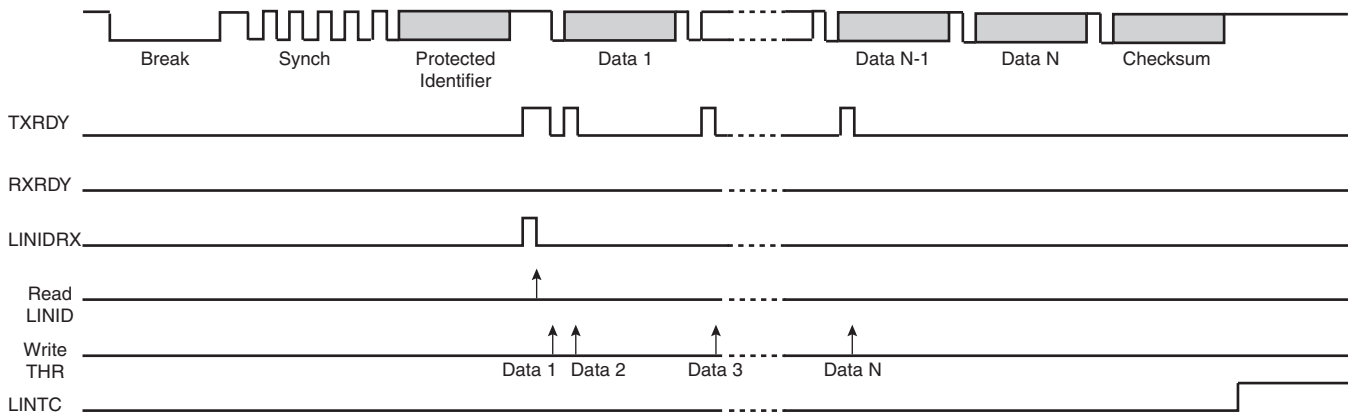 Break Synch Protected Data 1 Data N-1 Data N Checksum
Identifier
TXRDY
RXRDY
LINIDRX
Read
LINID
Write
THR
Data 1 Data 2 Data 3 Data N
LINTC